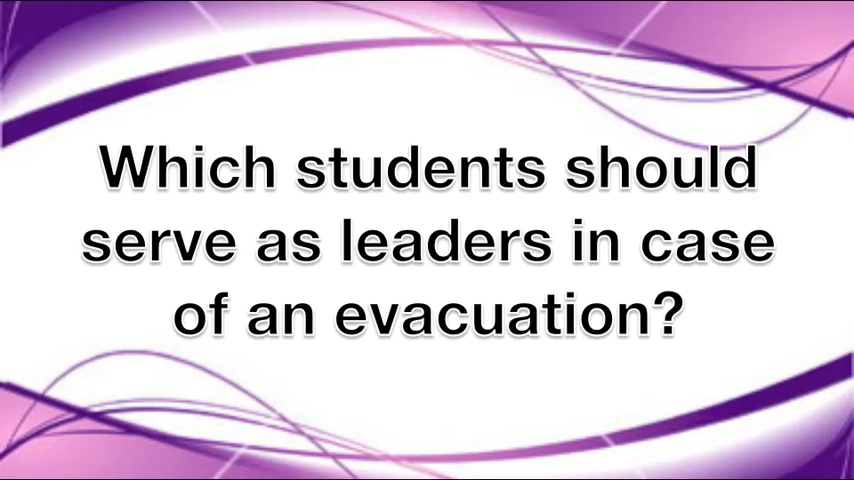 Which students should
serve as leaders in case
of an evacuation?